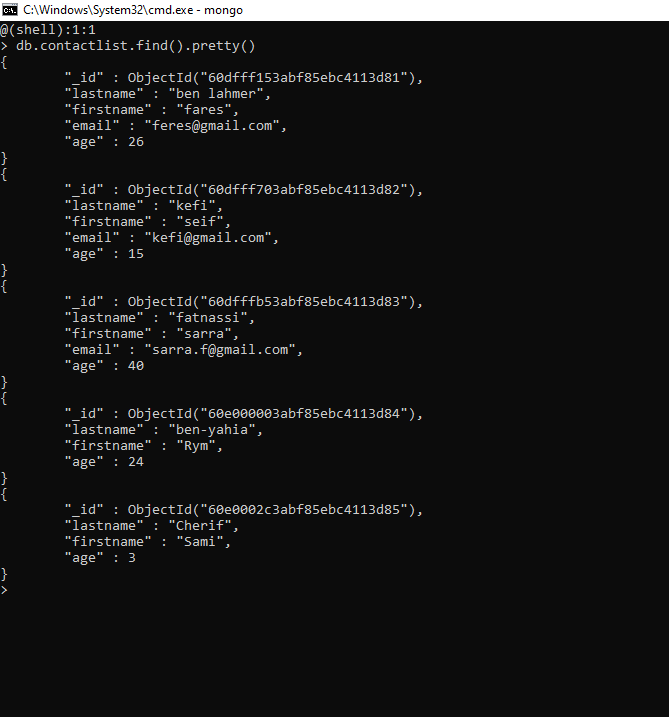 C:\Windows\System32\cmd.exe - mongo
@(shell):1:1
> db.contactlist.find().pretty()
{
        "_id" : ObjectId("60dfff153abf85ebc4113d81"),
        "lastname" : "ben lahmer",
        "firstname" : "fares",
        "email" : "feres@gmail.com",
        "age" : 26
}
{
        "_id" : ObjectId("60dfff703abf85ebc4113d82"),
        "lastname" : "kefi",
        "firstname" : "seif",
        "email" : "kefi@gmail.com",
        "age" : 15
}
{
        "_id" : ObjectId("60dfffb53abf85ebc4113d83"),
        "lastname" : "fatnassi",
        "firstname" : "sarra",
        "email" : "sarra.f@gmail.com",
        "age" : 40
}
{
        "_id" : ObjectId("60e000003abf85ebc4113d84"),
        "lastname" : "ben-yahia",
        "firstname" : "Rym",
        "age" : 24
}
{
        "_id" : ObjectId("60e0002c3abf85ebc4113d85"),
        "lastname" : "Cherif",
        "firstname" : "Sami",
        "age" : 3
}
>